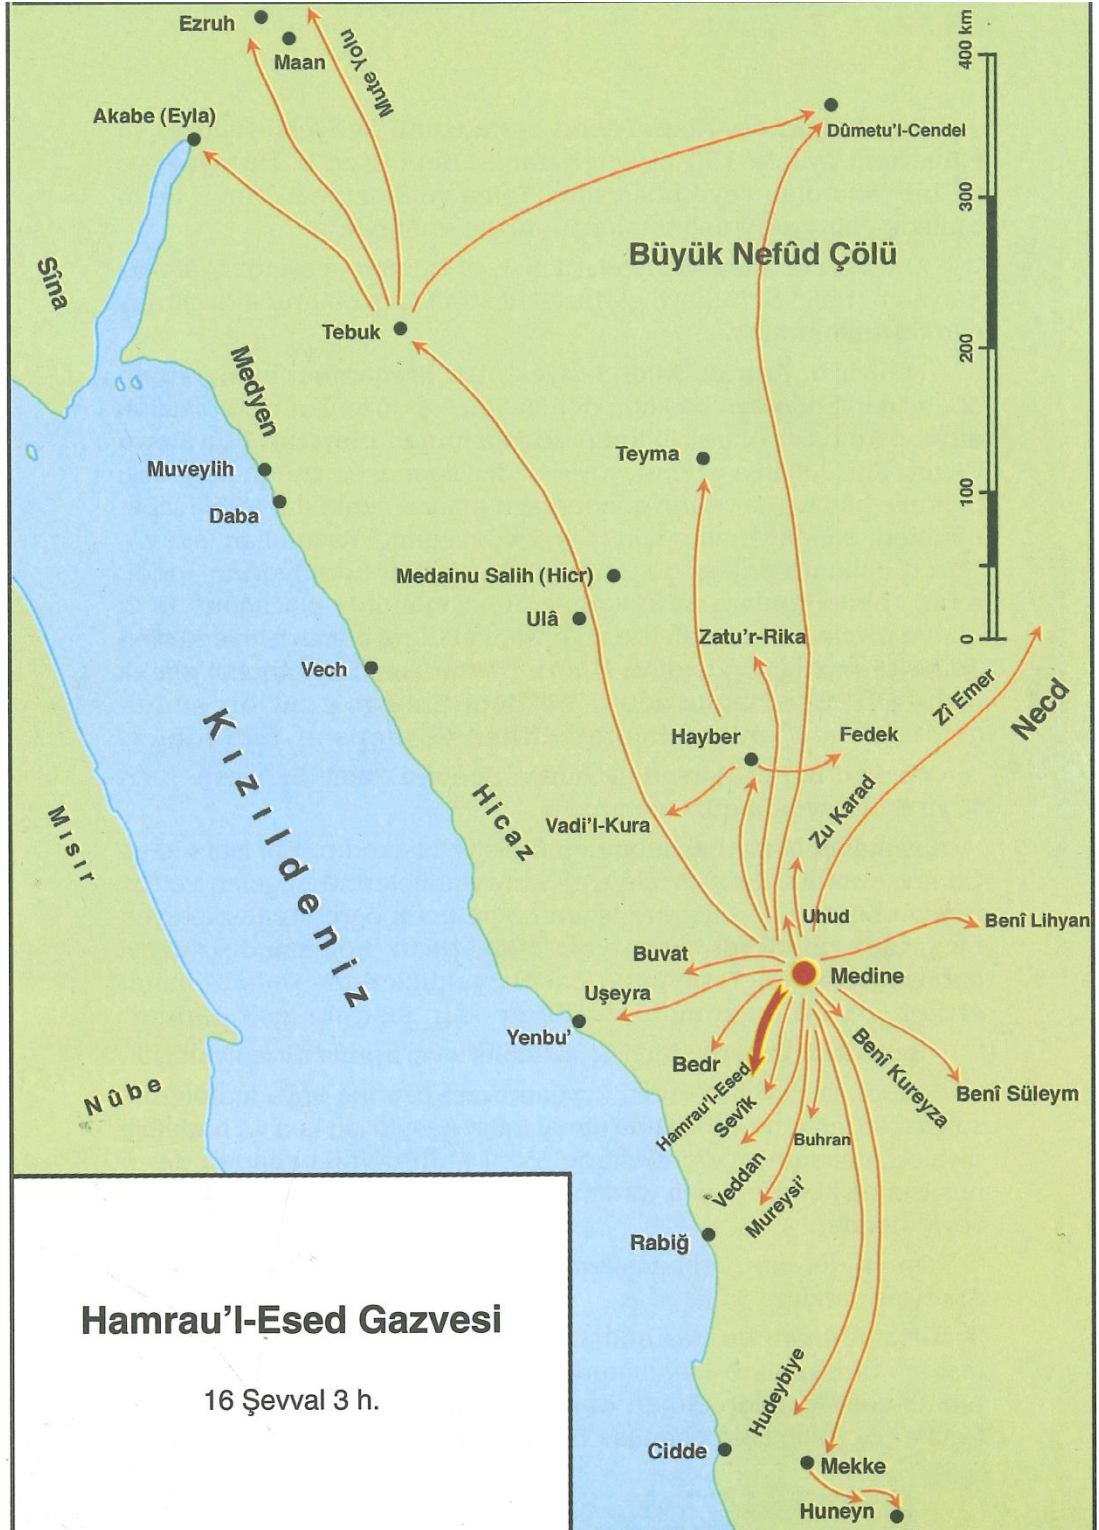 Ezruh
Maan
Mute Yolu
400 km
Akabe (Eyla)
Dûmetu'l-Cendel
300
Büyük Nefûd Çölü
Sîna
Tebuk
200
Medyen
Teyma
Muveylih
100
Daba
Medainu Salih (Hicr)
Ulâ
Zatu'r-Rika
0
Vech
Zî Emer
Necd
Kızıldeniz
Hayber
Fedek
Hicaz
Vadi'l-Kura
Zu Karad
Mısır
Uhud
Benî Lihyan
Buvat
Medine
Uşeyra
Yenbu'
Bedr
Benî Kureyza
Nûbe
Hamrau'l-Esed
Sevîk
Benî Süleym
Buhran
Veddan
Mureysi'
Rabiğ
Hamrau'l-Esed Gazvesi
16 Şevval 3 h.
Hudeybiye
Cidde
Mekke
Huneyn